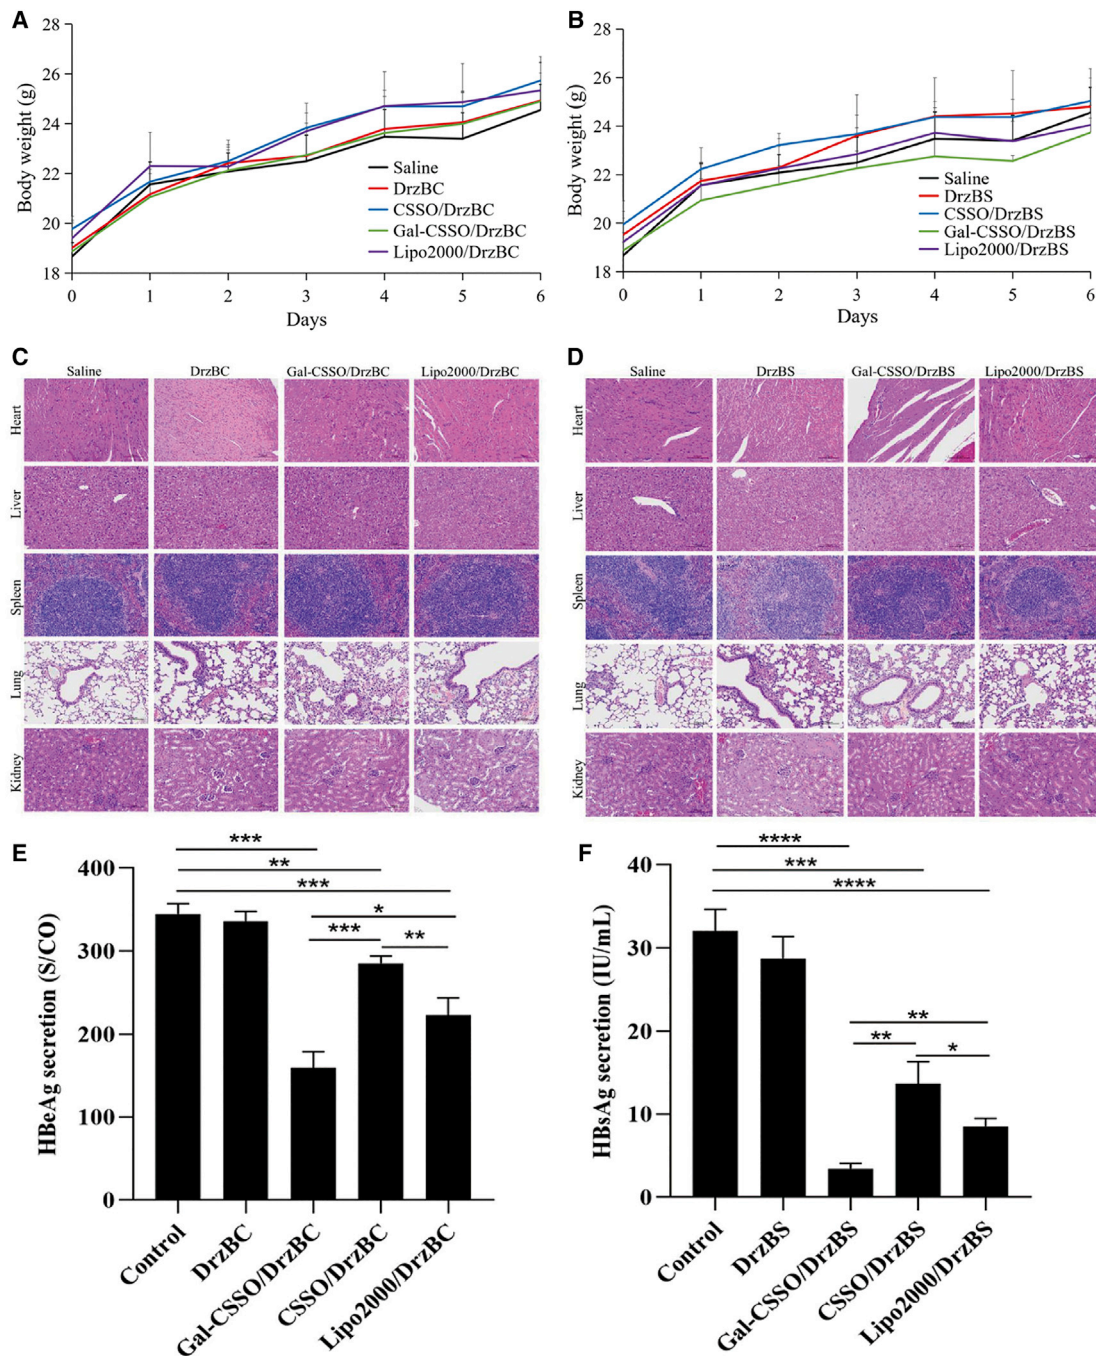 A
28
26
24
22
20
18
Body weight (g)
0 1 2 3 4 5 6
Days
Saline
DrzBC
CSSO/DrzBC
Gal-CSSO/DrzBC
Lipo2000/DrzBC
B
28
26
24
22
20
18
Body weight (g)
0 1 2 3 4 5 6
Days
Saline
DrzBS
CSSO/DrzBS
Gal-CSSO/DrzBS
Lipo2000/DrzBS
C
Saline DrzBC Gal-CSSO/DrzBC Lipo2000/DrzBC
Heart
Liver
Spleen
Lung
Kidney
D
Saline DrzBS Gal-CSSO/DrzBS Lipo2000/DrzBS
Heart
Liver
Spleen
Lung
Kidney
E
400
300
200
100
0
HBeAg secretion (S/CO)
***
**
***
*
*** **
Control
DrzBC
Gal-CSSO/DrzBC
CSSO/DrzBC
Lipo2000/DrzBC
F
40
30
20
10
0
HBsAg secretion (IU/mL)
****
***
****
**
** *
Control
DrzBS
Gal-CSSO/DrzBS
CSSO/DrzBS
Lipo2000/DrzBS